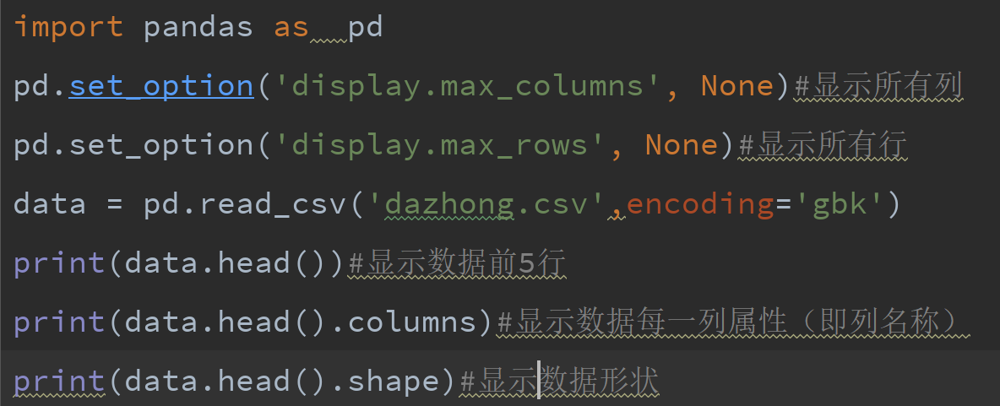 import pandas as  pd
pd.set_option('display.max_columns', None)#显示所有列
pd.set_option('display.max_rows', None)#显示所有行
data = pd.read_csv('dazhong.csv',encoding='gbk')
print(data.head())#显示数据前5行
print(data.head().columns)#显示数据每一列属性（即列名称）
print(data.head().shape)#显示数据形状